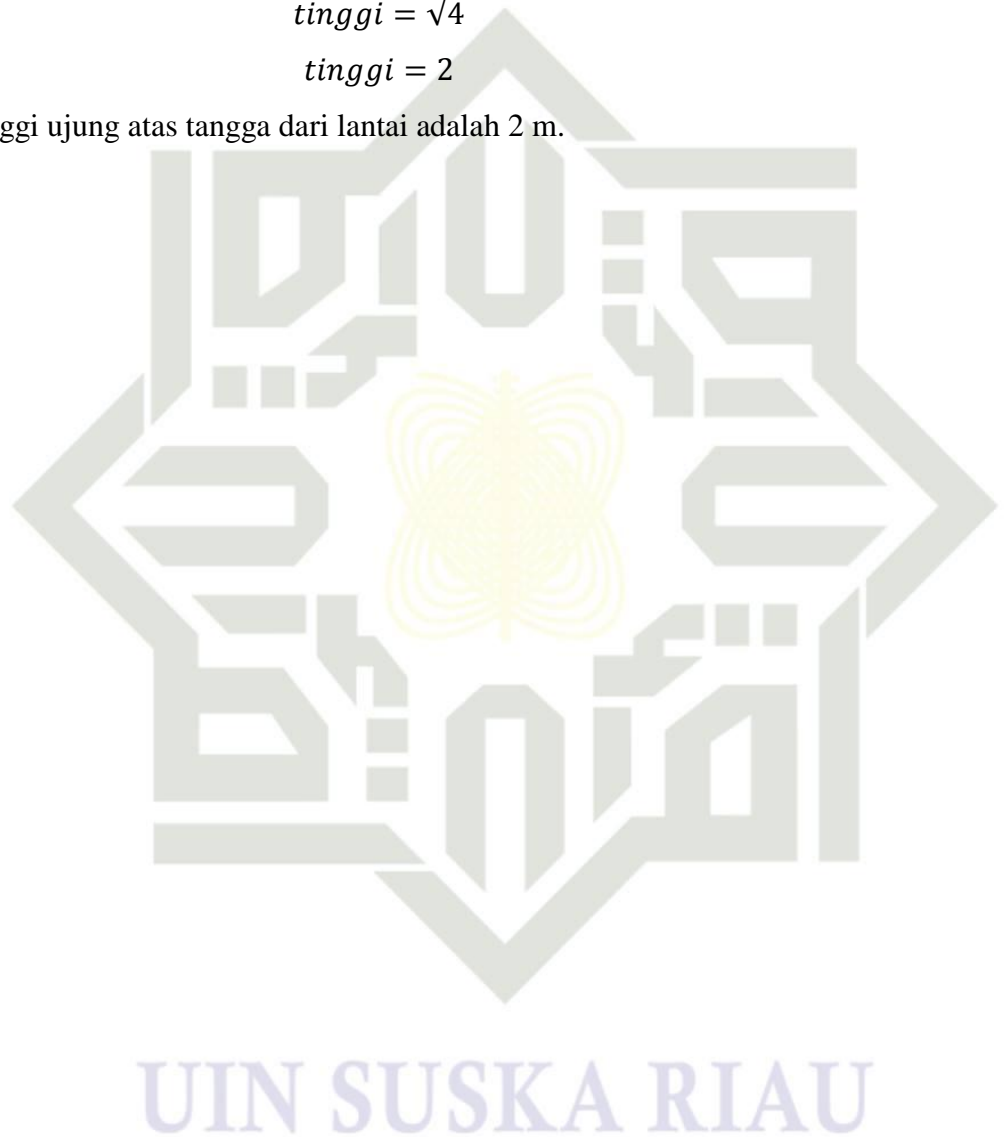 tinggi = √4
tinggi = 2
ggi ujung atas tangga dari lantai adalah 2 m.
UIN SUSKA RIAU